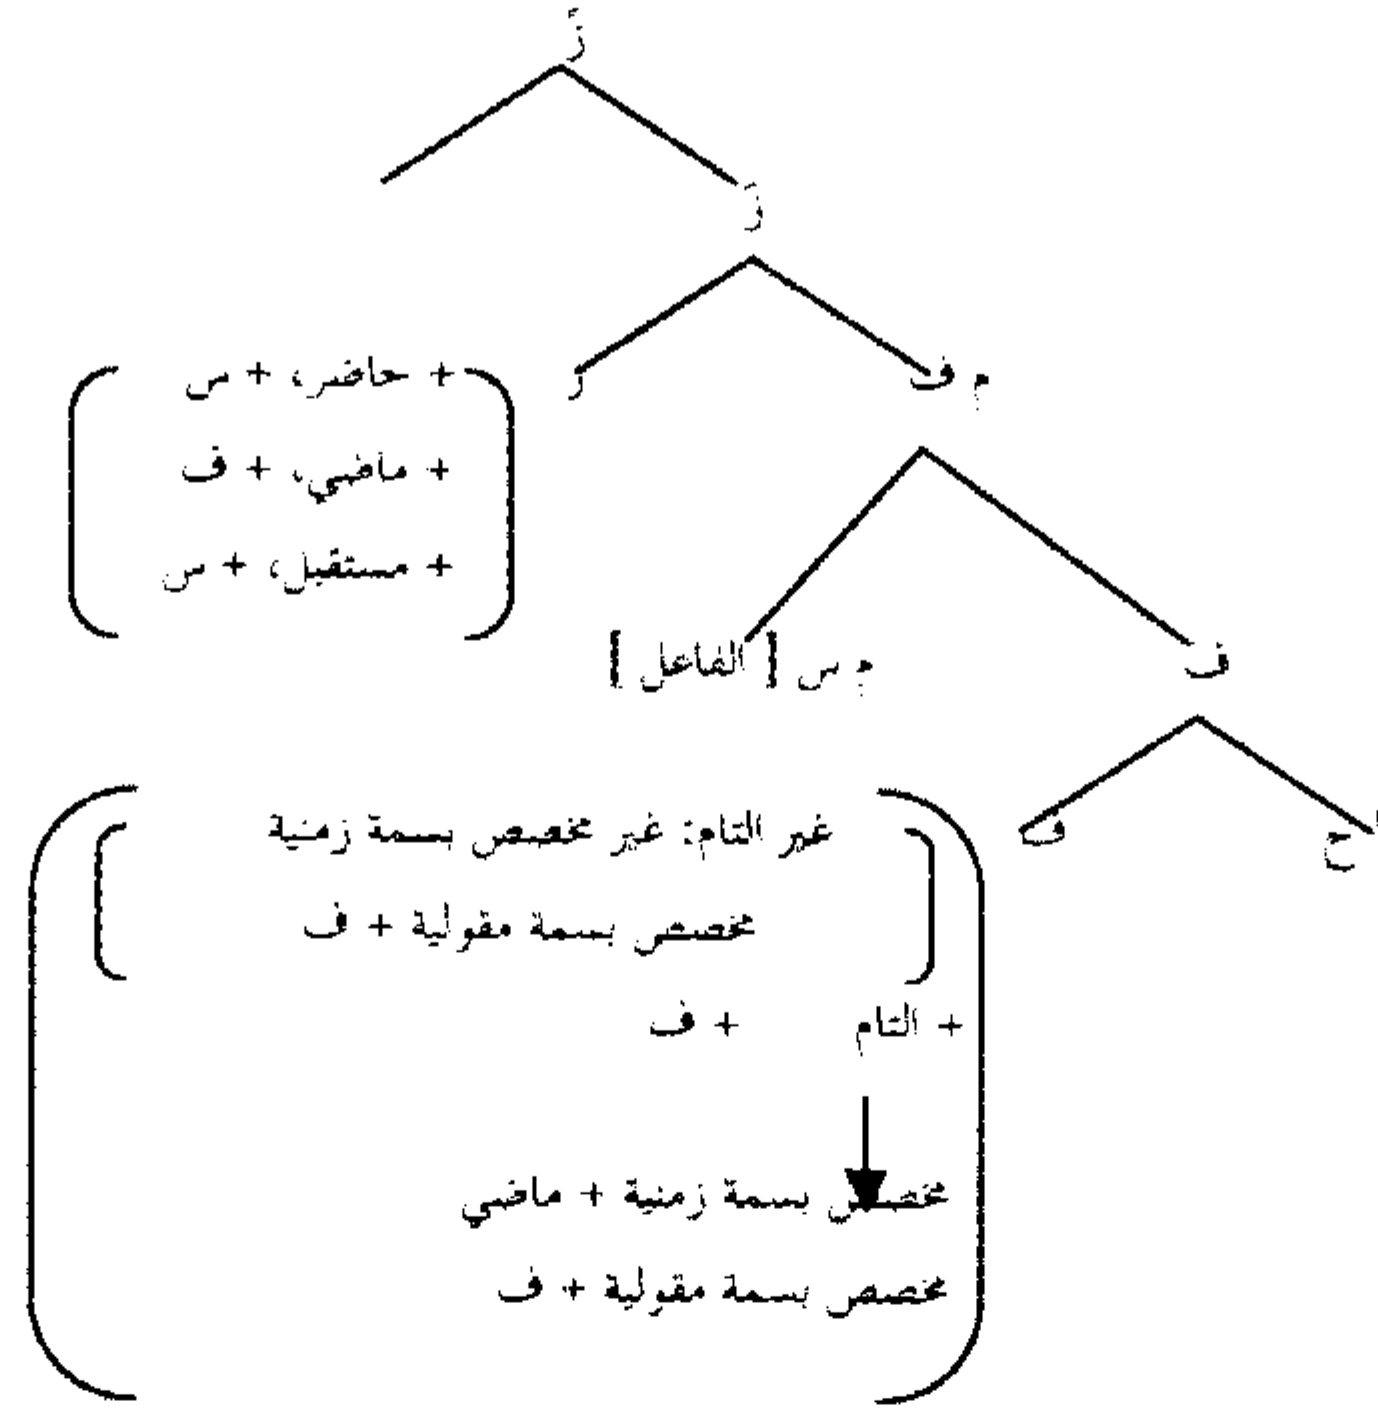 زً
زَ
م ف
ز
+ حاضر، + س
+ ماضي، + ف
+ مستقبل، + س
ف
م س [ الفاعل ]
ح
ف
غير التام: غير مخصص بسمة زمنية
مخصص بسمة مقولية + ف
+ التام + ف
مخصص بسمة زمنية + ماضي
مخصص بسمة مقولية + ف